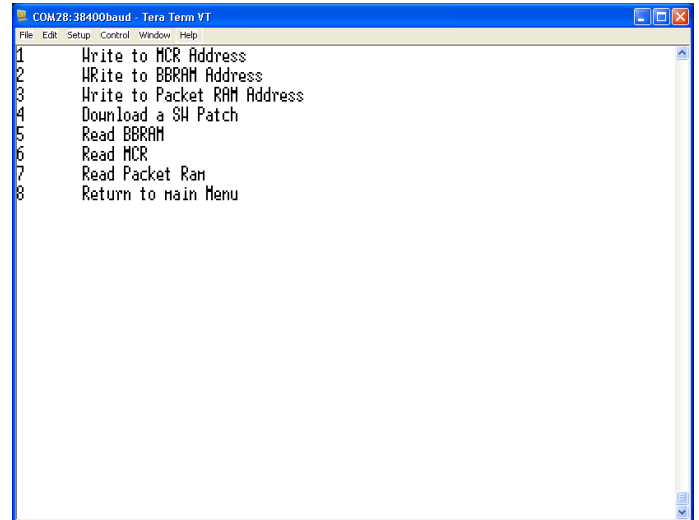 COM28:38400baud - Tera Term VT
File Edit Setup Control Window Help
1 Write to MCR Address
2 WRite to BBRAM Address
3 Write to Packet RAM Address
4 Download a SW Patch
5 Read BBRAM
6 Read MCR
7 Read Packet Ram
8 Return to main Menu